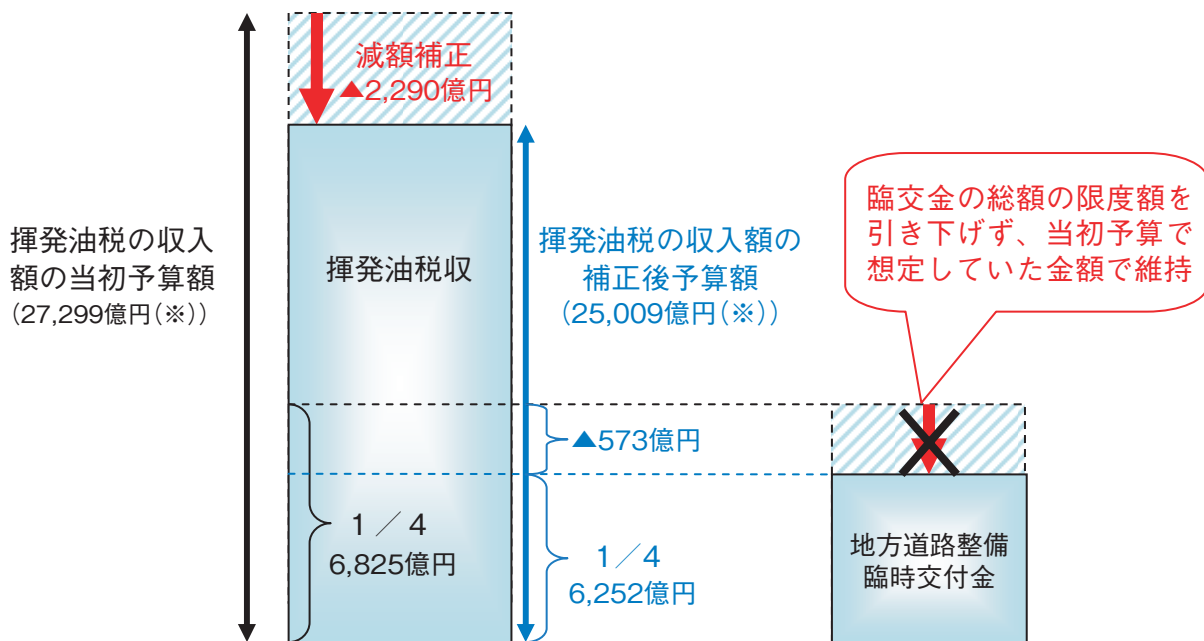 減額補正
▲2,290億円
揮発油税の収入
額の当初予算額
(27,299億円(※))
揮発油税収
揮発油税の収入額の
補正後予算額
(25,009億円(※))
臨交金の総額の限度額を
引き下げず、当初予算で
想定していた金額で維持
▲573億円
1／4
6,825億円
1／4
6,252億円
地方道路整備
臨時交付金